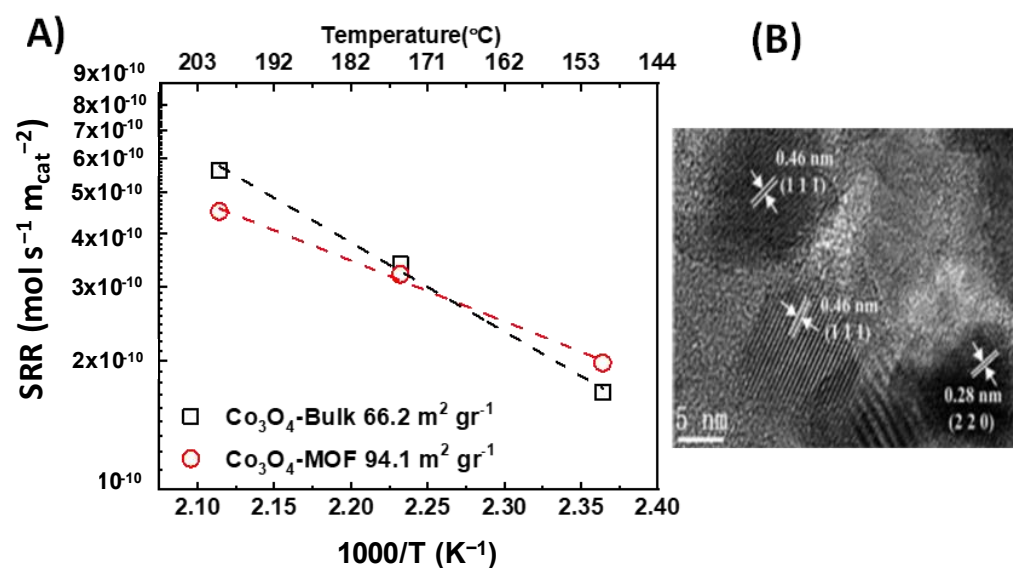 A)
Temperature(°C)
203 192 182 171 162 153 144
SRR (mol s⁻¹ m_cat⁻²)
9x10⁻¹⁰
8x10⁻¹⁰
7x10⁻¹⁰
6x10⁻¹⁰
5x10⁻¹⁰
4x10⁻¹⁰
3x10⁻¹⁰
2x10⁻¹⁰
10⁻¹⁰
Co₃O₄-Bulk 66.2 m² gr⁻¹
Co₃O₄-MOF 94.1 m² gr⁻¹
2.10 2.15 2.20 2.25 2.30 2.35 2.40
1000/T (K⁻¹)
(B)
0.46 nm
(1 1 1)
0.46 nm
(1 1 1)
0.28 nm
(2 2 0)
5 nm